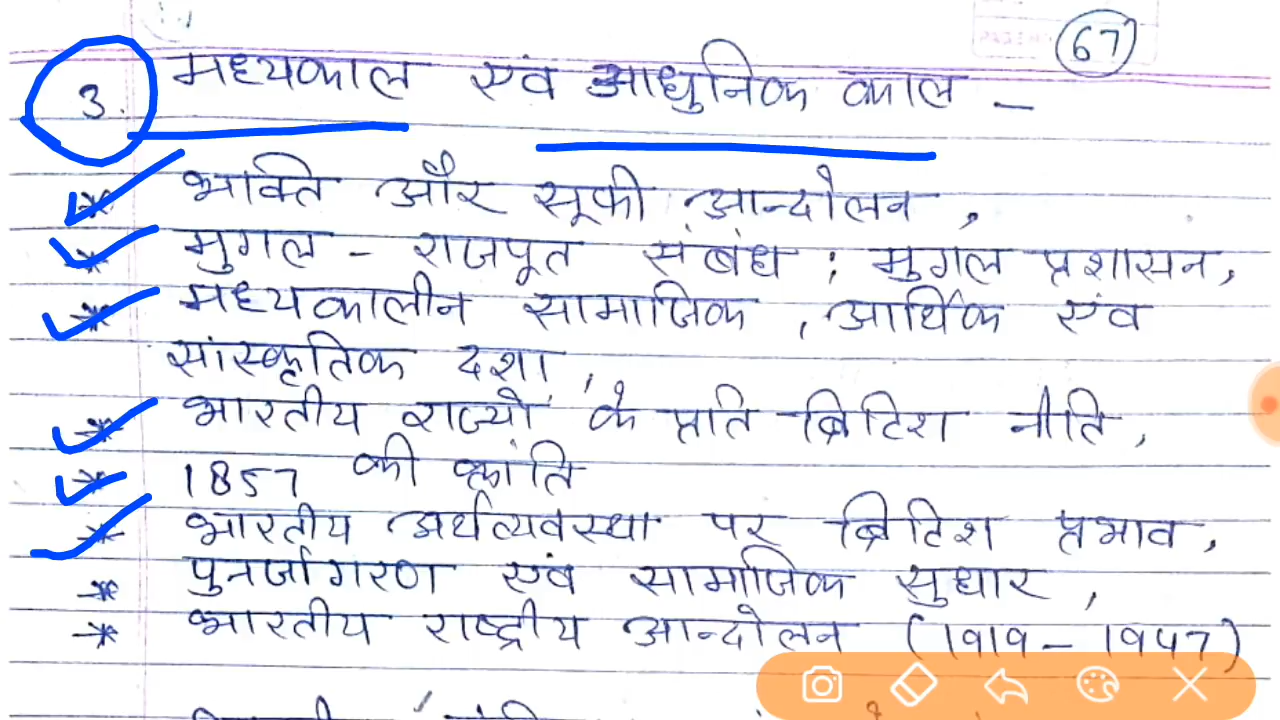 67
3. मध्यकाल एवं आधुनिक काल -
* भक्ति और सूफी आन्दोलन,
* मुगल - राजपूत संबंध ; मुगल प्रशासन,
* मध्यकालीन सामाजिक, आर्थिक एवं
सांस्कृतिक दशा,
* भारतीय राज्यों के प्रति ब्रिटिश नीति,
* 1857 की क्रांति
* भारतीय अर्थव्यवस्था पर ब्रिटिश प्रभाव,
* पुनर्जागरण एवं सामाजिक सुधार,
* भारतीय राष्ट्रीय आन्दोलन (1919 - 1947)